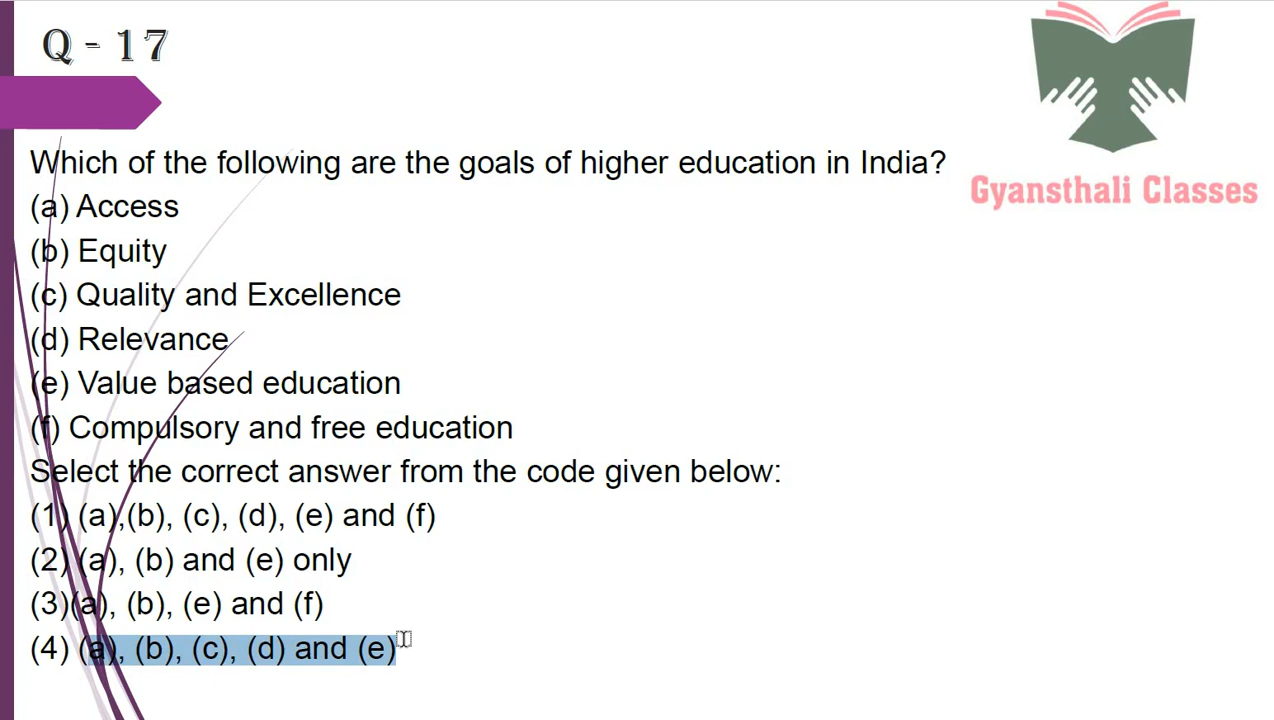 Q - 17
Gyansthali Classes
Which of the following are the goals of higher education in India?
(a) Access
(b) Equity
(c) Quality and Excellence
(d) Relevance
(e) Value based education
(f) Compulsory and free education
Select the correct answer from the code given below:
(1) (a),(b), (c), (d), (e) and (f)
(2) (a), (b) and (e) only
(3)(a), (b), (e) and (f)
(4) (a), (b), (c), (d) and (e)